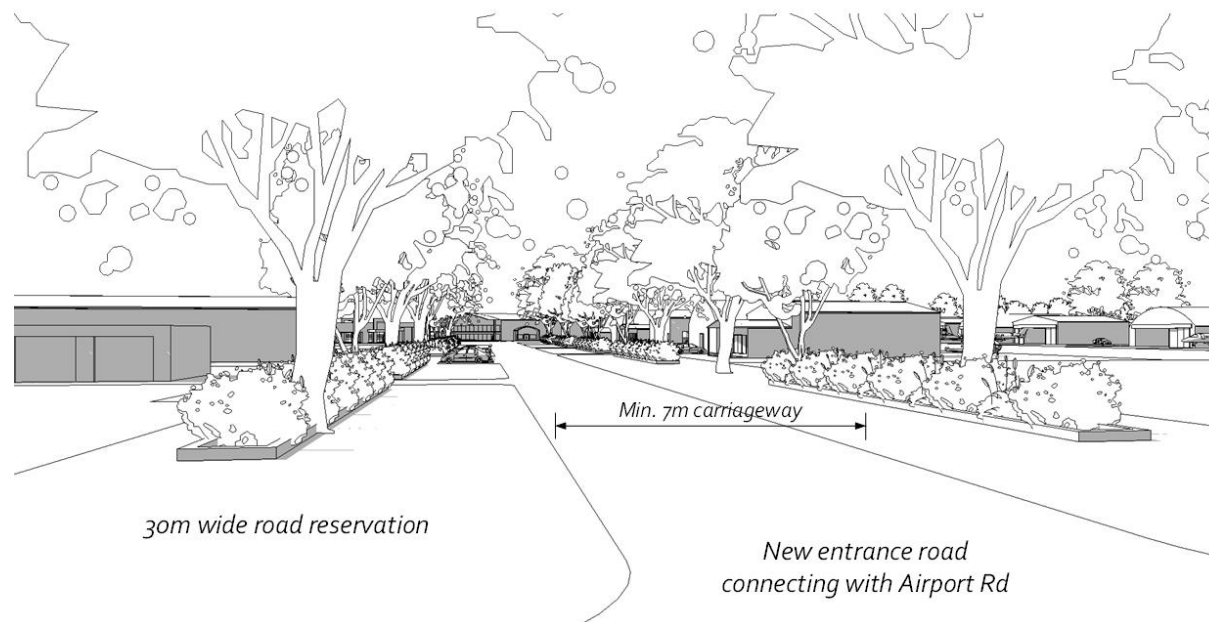 Min. 7m carriageway
30m wide road reservation
New entrance road
connecting with Airport Rd